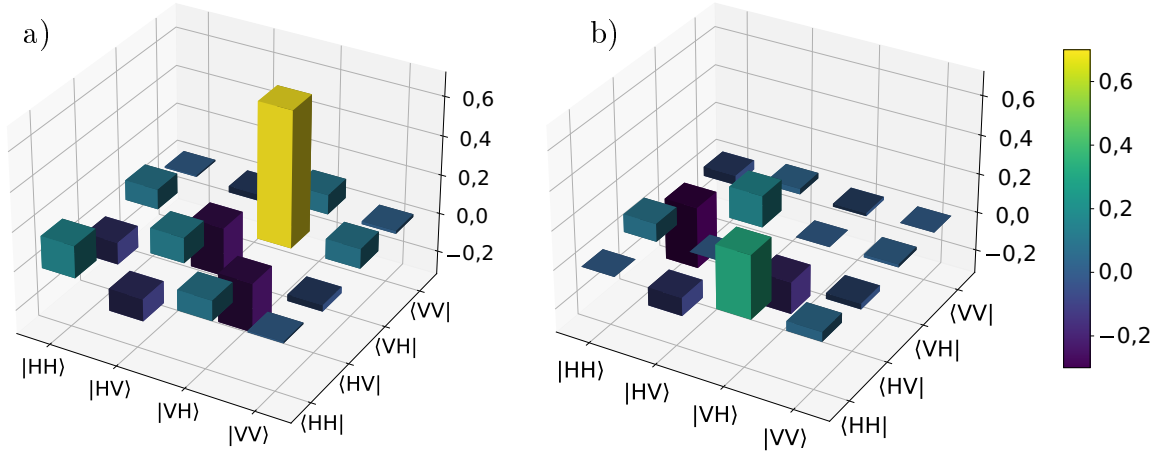 a)
0,6
0,4
0,2
0,0
−0,2
|HH⟩
|HV⟩
|VH⟩
|VV⟩
⟨HH|
⟨HV|
⟨VH|
⟨VV|
b)
0,6
0,4
0,2
0,0
−0,2
|HH⟩
|HV⟩
|VH⟩
|VV⟩
⟨HH|
⟨HV|
⟨VH|
⟨VV|
0,6
0,4
0,2
0,0
−0,2